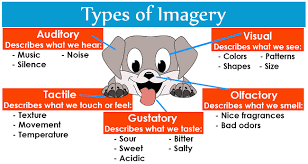 Types of Imagery
Auditory
Describes what we hear:
- Music - Noise
- Silence
Visual
Describes what we see:
- Colors - Patterns
- Shapes - Size
Tactile
Describes what we touch or feel:
- Texture
- Movement
- Temperature
Gustatory
Describes what we taste:
- Sour - Bitter
- Sweet - Salty
- Acidic
Olfactory
Describes what we smell:
- Nice fragrances
- Bad odors